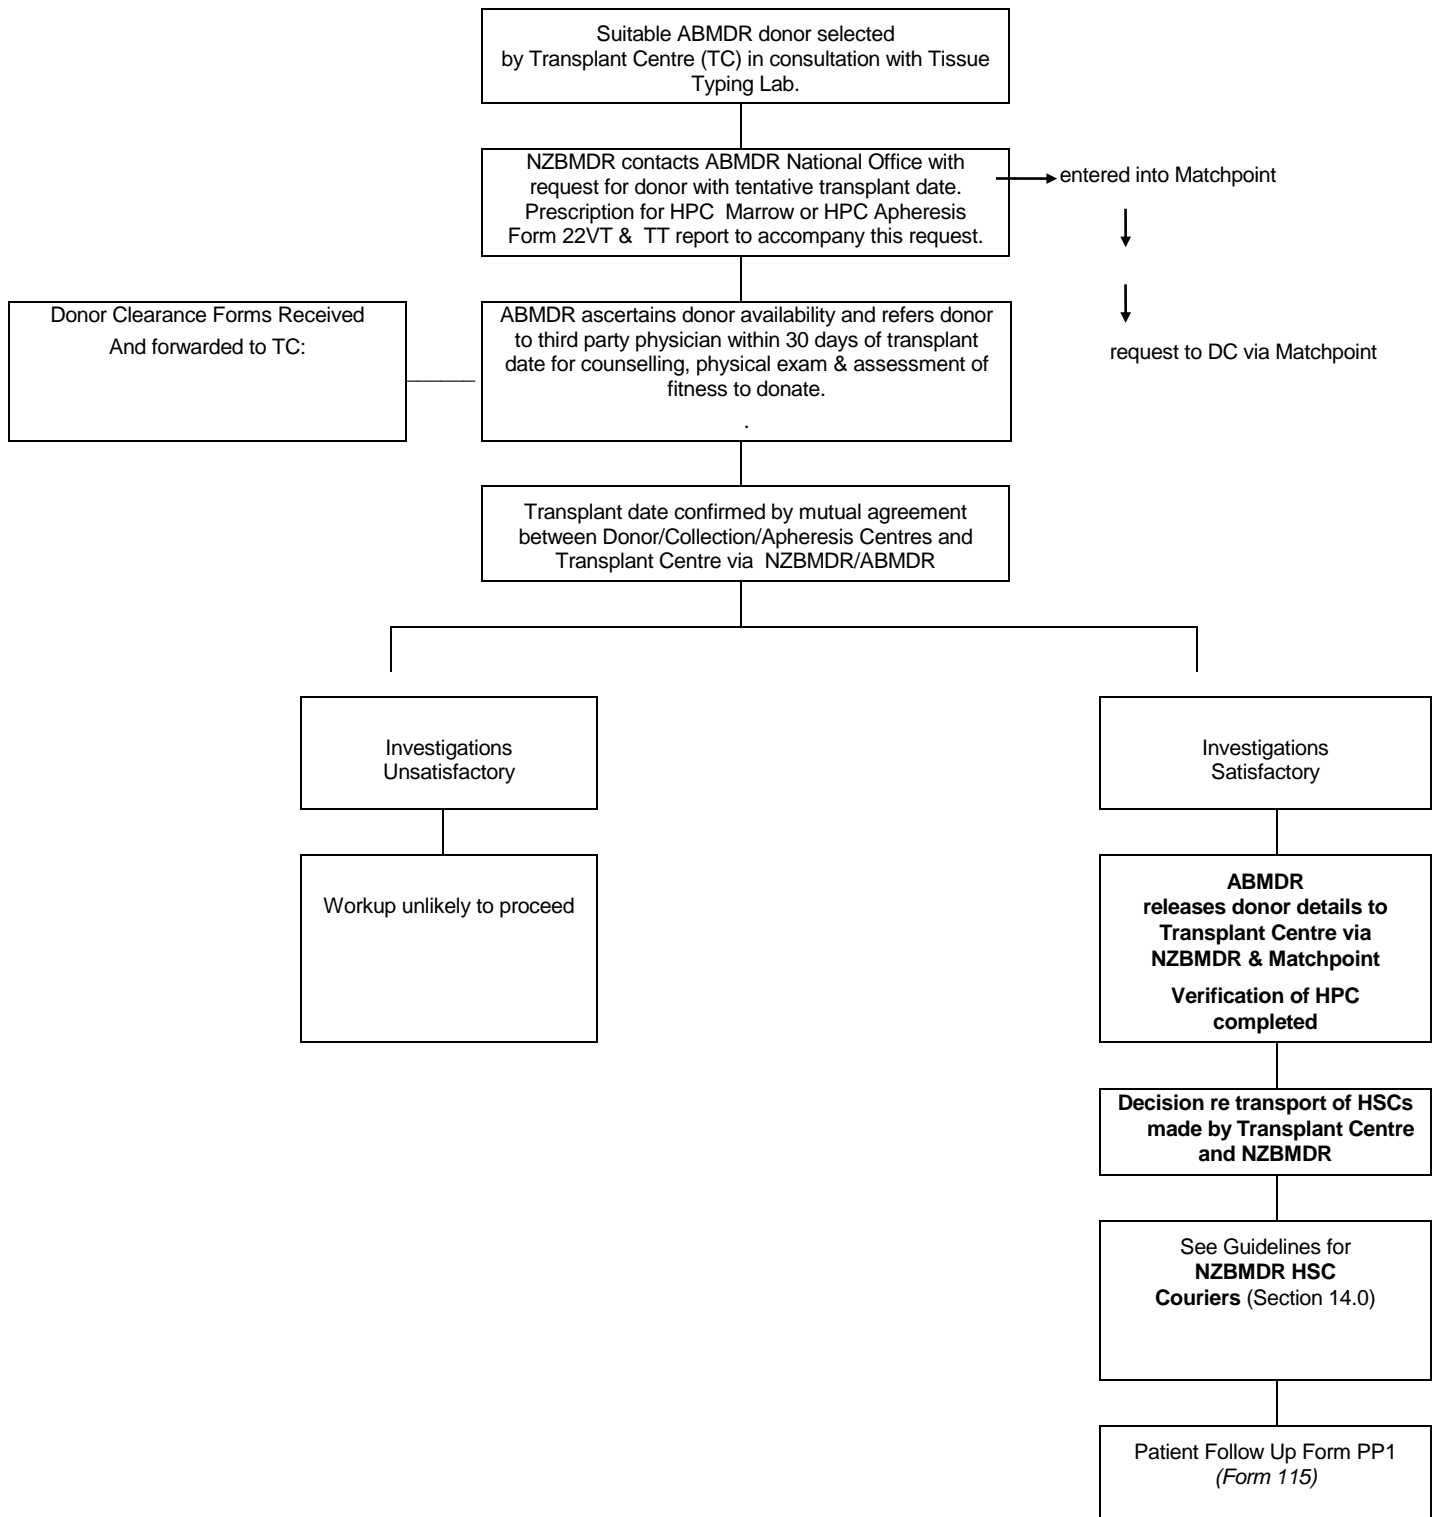 Suitable ABMDR donor selected
by Transplant Centre (TC) in consultation with Tissue
Typing Lab.
NZBMDR contacts ABMDR National Office with
request for donor with tentative transplant date.
Prescription for HPC Marrow or HPC Apheresis
Form 22VT & TT report to accompany this request.
entered into Matchpoint
request to DC via Matchpoint
Donor Clearance Forms Received
And forwarded to TC:
ABMDR ascertains donor availability and refers donor
to third party physician within 30 days of transplant
date for counselling, physical exam & assessment of
fitness to donate.
.
Transplant date confirmed by mutual agreement
between Donor/Collection/Apheresis Centres and
Transplant Centre via NZBMDR/ABMDR
Investigations
Unsatisfactory
Workup unlikely to proceed
Investigations
Satisfactory
ABMDR
releases donor details to
Transplant Centre via
NZBMDR & Matchpoint
Verification of HPC
completed
Decision re transport of HSCs
made by Transplant Centre
and NZBMDR
See Guidelines for
NZBMDR HSC
Couriers (Section 14.0)
Patient Follow Up Form PP1
(Form 115)